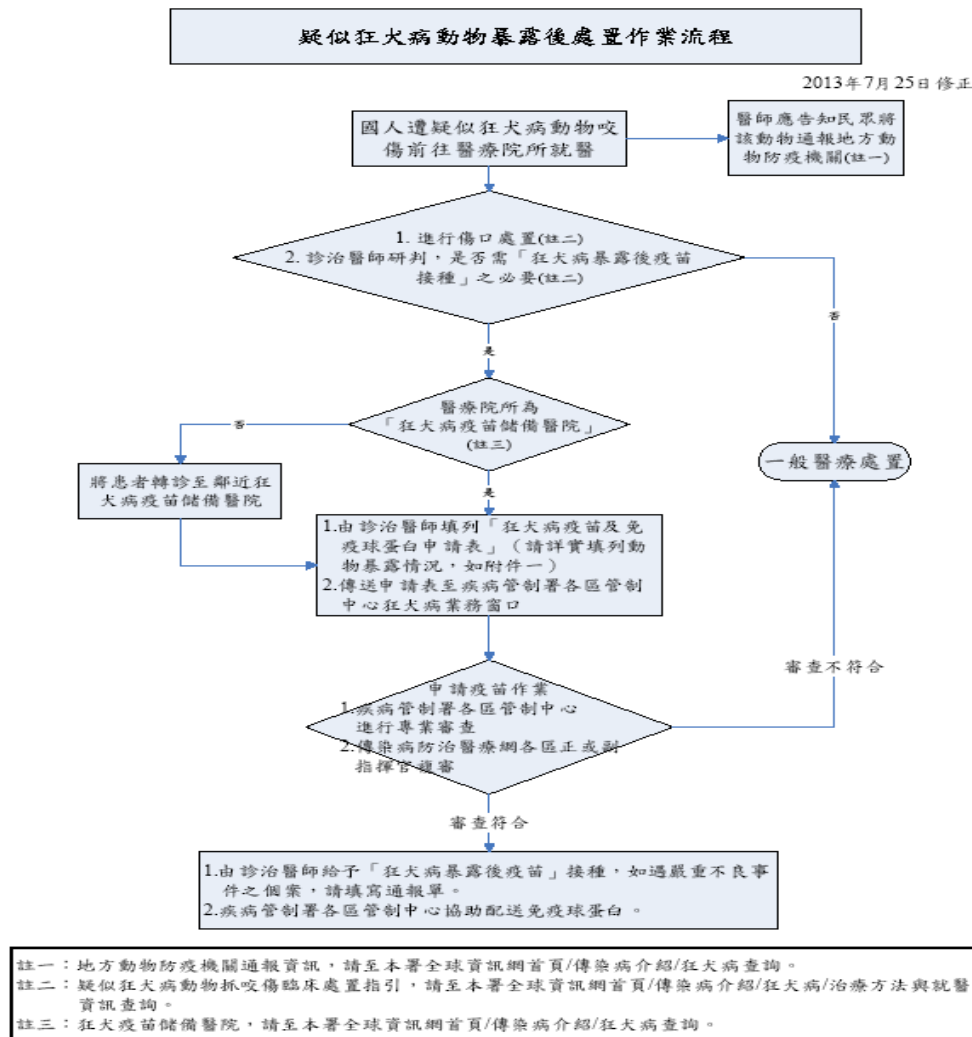 疑似狂犬病動物暴露後處置作業流程
2013年7月25日修正
國人遭疑似狂犬病動物咬
傷前往醫療院所就醫
醫師應告知民眾將
該動物通報地方動
物防疫機關(註一)
1. 進行傷口處置(註二)
2. 診治醫師研判，是否需「狂犬病暴露後疫苗
接種」之必要(註二)
否
是
醫療院所為
「狂犬病疫苗儲備醫院」
(註三)
否
一般醫療處置
將患者轉診至鄰近狂
犬病疫苗儲備醫院
是
1.由診治醫師填列「狂犬病疫苗及免
疫球蛋白申請表」（請詳實填列動
物暴露情況，如附件一）
2.傳送申請表至疾病管制署各區管制
中心狂犬病業務窗口
審查不符合
申請疫苗作業
1.疾病管制署各區管制中心
進行專業審查
2.傳染病防治醫療網各區正或副
指揮官複審
審查符合
1.由診治醫師給予「狂犬病暴露後疫苗」接種，如遇嚴重不良事
件之個案，請填寫通報單。
2.疾病管制署各區管制中心協助配送免疫球蛋白。
註一：地方動物防疫機關通報資訊，請至本署全球資訊網首頁/傳染病介紹/狂犬病查詢。
註二：疑似狂犬病動物抓咬傷臨床處置指引，請至本署全球資訊網首頁/傳染病介紹/狂犬病/治療方法與就醫
資訊查詢。
註三：狂犬疫苗儲備醫院，請至本署全球資訊網首頁/傳染病介紹/狂犬病查詢。